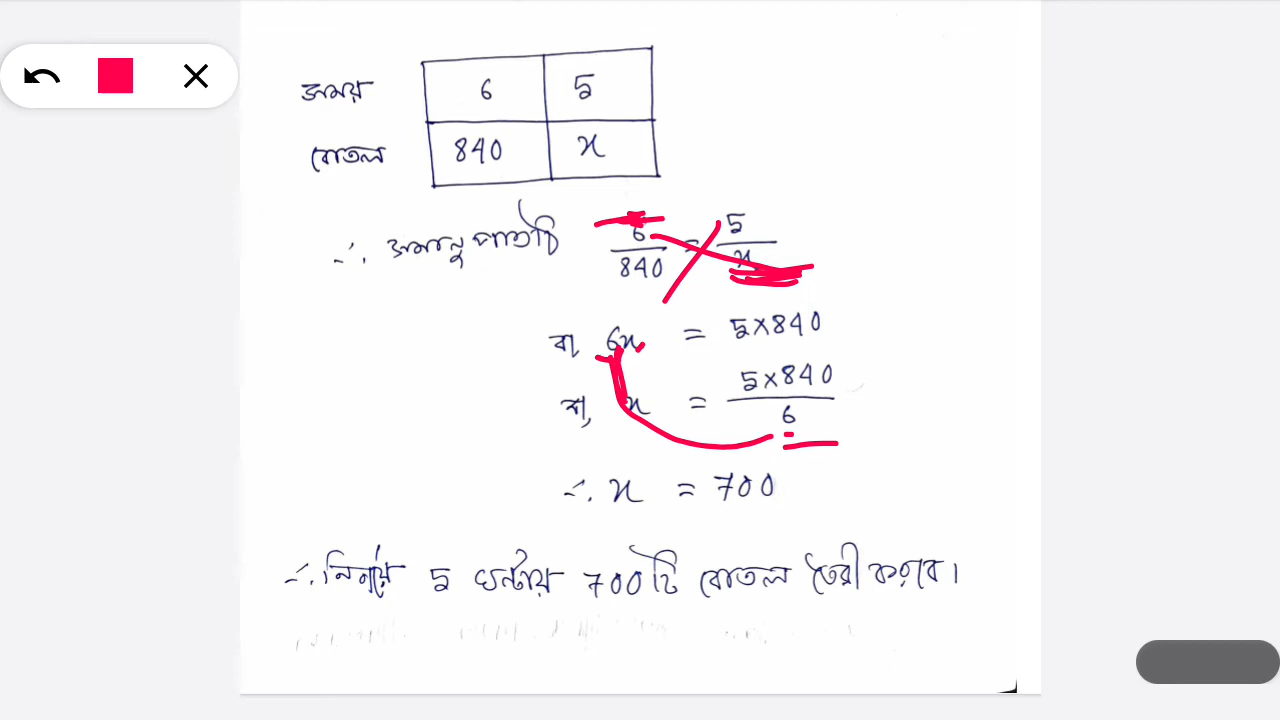 সময় 6 5
বোতল 840 x
∴ সমানুপাতটি 6/840 = 5/x
বা, 6x = 5×840
বা, x = 5×840/6
∴ x = 700
∴ নির্ণয়ে 5 ঘন্টায় 700টি বোতল তৈরী করবে।